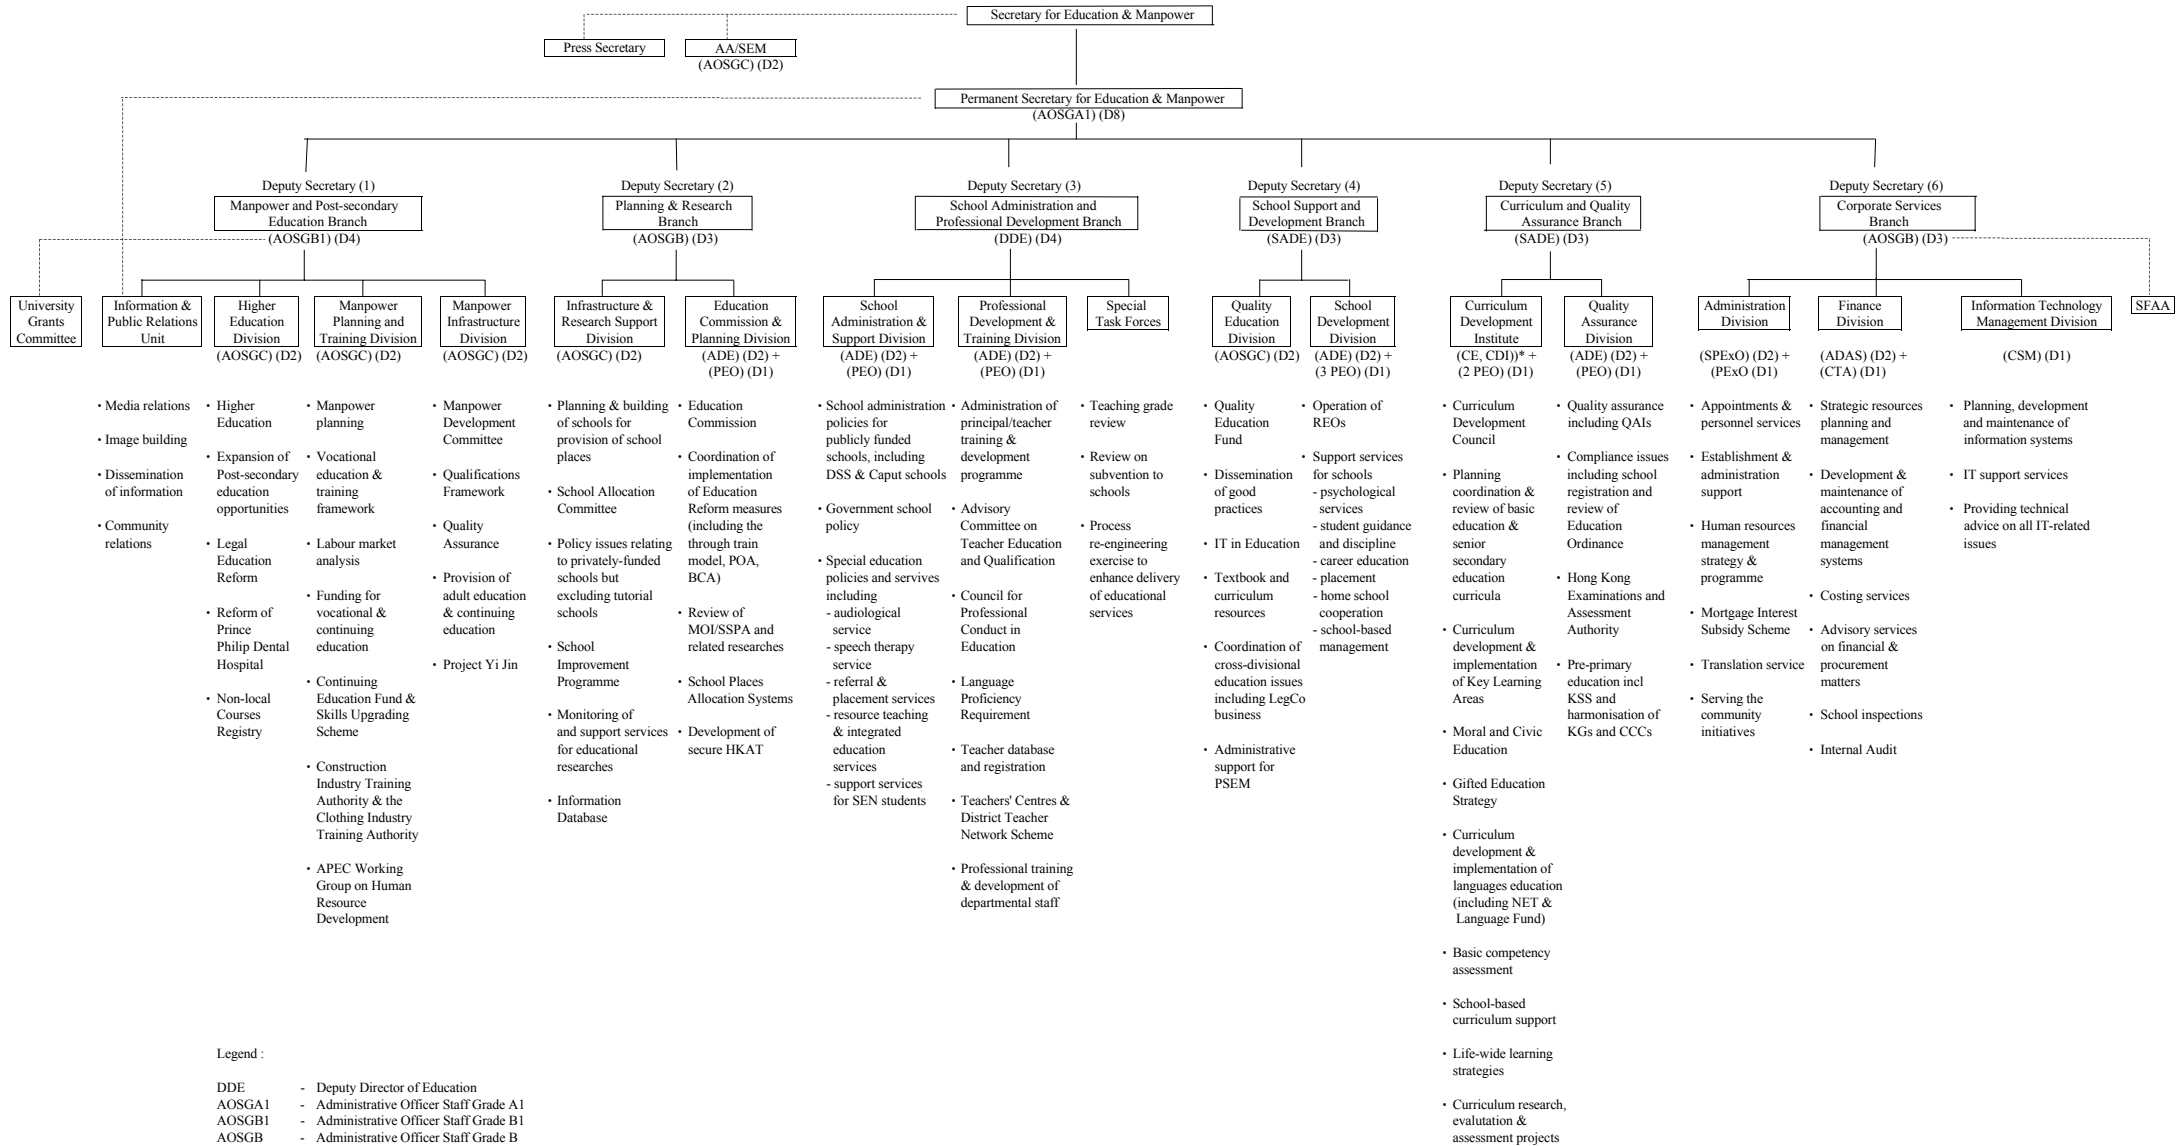 Secretary for Education & Manpower
Press Secretary
AA/SEM
(AOSGC) (D2)
Permanent Secretary for Education & Manpower
(AOSGA1) (D8)
Deputy Secretary (1)
Manpower and Post-secondary
Education Branch
(AOSGB1) (D4)
Deputy Secretary (2)
Planning & Research
Branch
(AOSGB) (D3)
Deputy Secretary (3)
School Administration and
Professional Development Branch
(DDE) (D4)
Deputy Secretary (4)
School Support and
Development Branch
(SADE) (D3)
Deputy Secretary (5)
Curriculum and Quality
Assurance Branch
(SADE) (D3)
Deputy Secretary (6)
Corporate Services
Branch
(AOSGB) (D3)
University
Grants
Committee
Information &
Public Relations
Unit
• Media relations
• Image building
• Dissemination
of information
• Community
relations
Higher
Education
Division
(AOSGC) (D2)
• Higher
Education
• Expansion of
Post-secondary
education
opportunities
• Legal
Education
Reform
• Reform of
Prince
Philip Dental
Hospital
• Non-local
Courses
Registry
Manpower
Planning and
Training Division
(AOSGC) (D2)
• Manpower
planning
• Vocational
education &
training
framework
• Labour market
analysis
• Funding for
vocational &
continuing
education
• Continuing
Education Fund &
Skills Upgrading
Scheme
• Construction
Industry Training
Authority & the
Clothing Industry
Training Authority
• APEC Working
Group on Human
Resource
Development
Manpower
Infrastructure
Division
(AOSGC) (D2)
• Manpower
Development
Committee
• Qualifications
Framework
• Quality
Assurance
• Provision of
adult education
& continuing
education
• Project Yi Jin
Infrastructure &
Research Support
Division
(AOSGC) (D2)
• Planning & building
of schools for
provision of school
places
• School Allocation
Committee
• Policy issues relating
to privately-funded
schools but
excluding tutorial
schools
• School
Improvement
Programme
• Monitoring of
and support services
for educational
researches
• Information
Database
Education
Commission &
Planning Division
(ADE) (D2) +
(PEO) (D1)
• Education
Commission
• Coordination of
implementation
of Education
Reform measures
(including the
through train
model, POA,
BCA)
• Review of
MOI/SSPA and
related researches
• School Places
Allocation Systems
• Development of
secure HKAT
School
Administration &
Support Division
(ADE) (D2) +
(PEO) (D1)
• School administration
policies for
publicly funded
schools, including
DSS & Caput schools
• Government school
policy
• Special education
policies and servives
including
- audiological
service
- speech therapy
service
- referral &
placement services
- resource teaching
& integrated
education
services
- support services
for SEN students
Professional
Development &
Training Division
(ADE) (D2) +
(PEO) (D1)
• Administration of
principal/teacher
training &
development
programme
• Advisory
Committee on
Teacher Education
and Qualification
• Council for
Professional
Conduct in
Education
• Language
Proficiency
Requirement
• Teacher database
and registration
• Teachers' Centres &
District Teacher
Network Scheme
• Professional training
& development of
departmental staff
Special
Task Forces
• Teaching grade
review
• Review on
subvention to
schools
• Process
re-engineering
exercise to
enhance delivery
of educational
services
Quality
Education
Division
(AOSGC) (D2)
• Quality
Education
Fund
• Dissemination
of good
practices
• IT in Education
• Textbook and
curriculum
resources
• Coordination of
cross-divisional
education issues
including LegCo
business
• Administrative
support for
PSEM
School
Development
Division
(ADE) (D2) +
(3 PEO) (D1)
• Operation of
REOs
• Support services
for schools
- psychological
services
- student guidance
and discipline
- career education
- placement
- home school
cooperation
- school-based
management
Curriculum
Development
Institute
(CE, CDI))* +
(2 PEO) (D1)
• Curriculum
Development
Council
• Planning
coordination &
review of basic
education &
senior
secondary
education
curricula
• Curriculum
development &
implementation
of Key Learning
Areas
• Moral and Civic
Education
• Gifted Education
Strategy
• Curriculum
development &
implementation of
languages education
(including NET &
Language Fund)
• Basic competency
assessment
• School-based
curriculum support
• Life-wide learning
strategies
• Curriculum research,
evalutation &
assessment projects
Quality
Assurance
Division
(ADE) (D2) +
(PEO) (D1)
• Quality assurance
including QAIs
• Compliance issues
including school
registration and
review of
Education
Ordinance
• Hong Kong
Examinations and
Assessment
Authority
• Pre-primary
education incl
KSS and
harmonisation of
KGs and CCCs
Administration
Division
(SPExO) (D2) +
(PExO (D1)
• Appointments &
personnel services
• Establishment &
administration
support
• Human resources
management
strategy &
programme
• Mortgage Interest
Subsidy Scheme
• Translation service
• Serving the
community
initiatives
Finance
Division
(ADAS) (D2) +
(CTA) (D1)
• Strategic resources
planning and
management
• Development &
maintenance of
accounting and
financial
management
systems
• Costing services
• Advisory services
on financial &
procurement
matters
• School inspections
• Internal Audit
Information Technology
Management Division
(CSM) (D1)
• Planning, development
and maintenance of
information systems
• IT support services
• Providing technical
advice on all IT-related
issues
SFAA
Legend :
DDE - Deputy Director of Education
AOSGA1 - Administrative Officer Staff Grade A1
AOSGB1 - Administrative Officer Staff Grade B1
AOSGB - Administrative Officer Staff Grade B